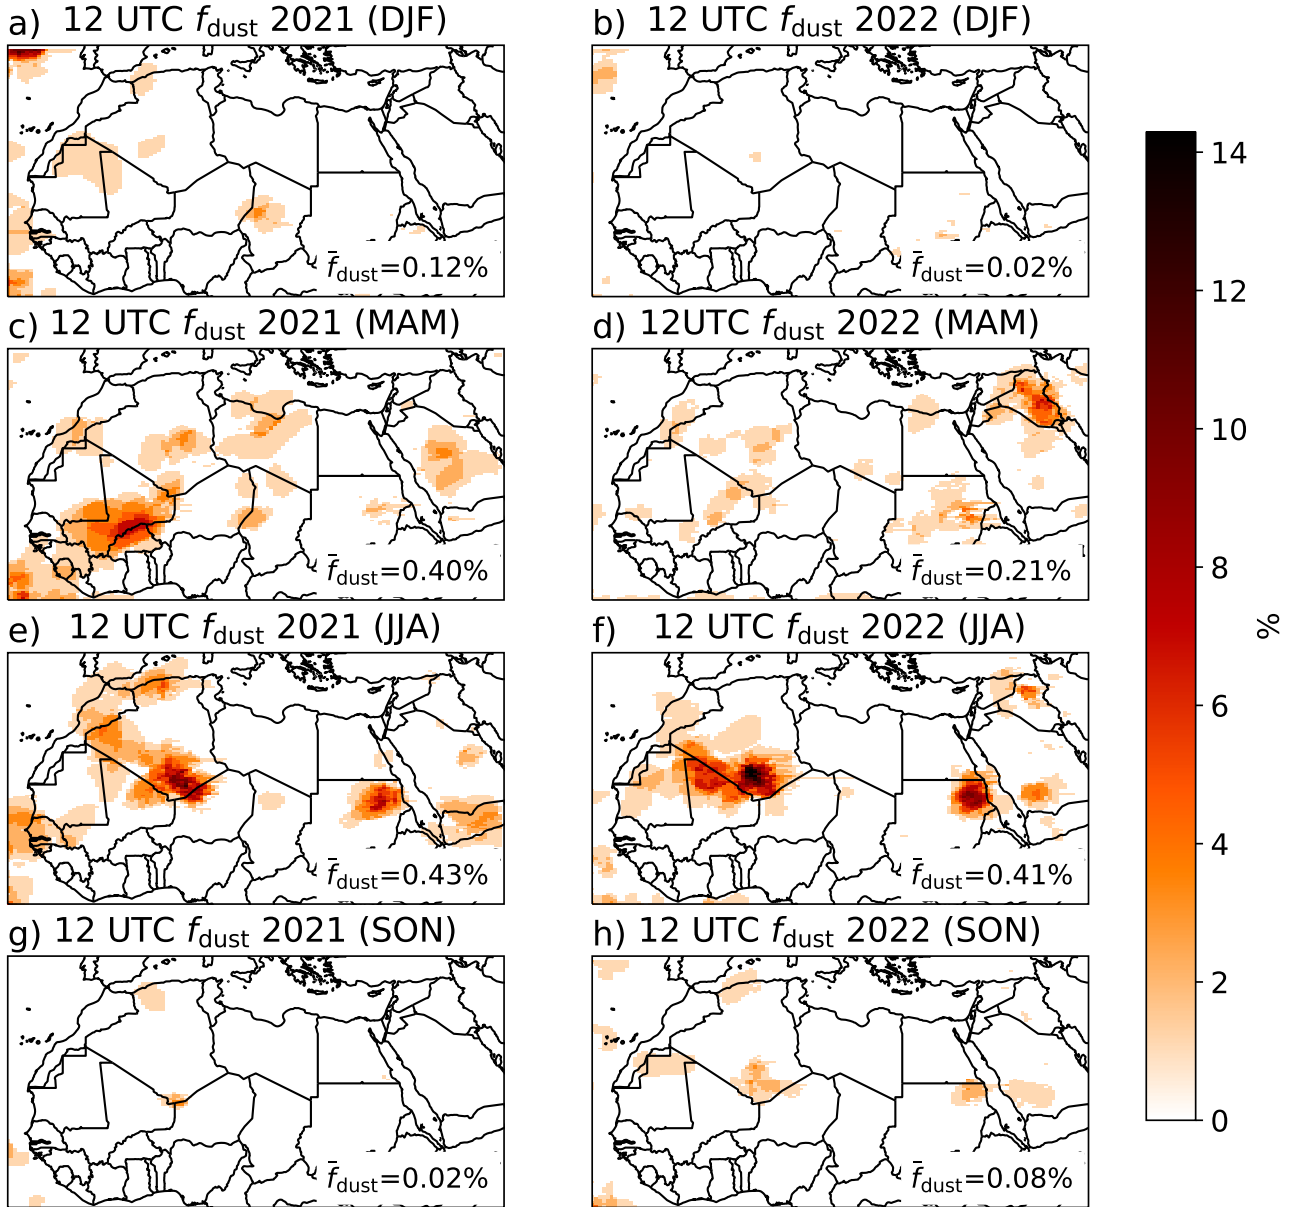 a) 12 UTC f_dust 2021 (DJF)
b) 12 UTC f_dust 2022 (DJF)
f̄_dust=0.12%
f̄_dust=0.02%
c) 12 UTC f_dust 2021 (MAM)
d) 12UTC f_dust 2022 (MAM)
f̄_dust=0.40%
f̄_dust=0.21%
e) 12 UTC f_dust 2021 (JJA)
f) 12 UTC f_dust 2022 (JJA)
f̄_dust=0.43%
f̄_dust=0.41%
g) 12 UTC f_dust 2021 (SON)
h) 12 UTC f_dust 2022 (SON)
f̄_dust=0.02%
f̄_dust=0.08%
14
12
10
8
6
4
2
0
%